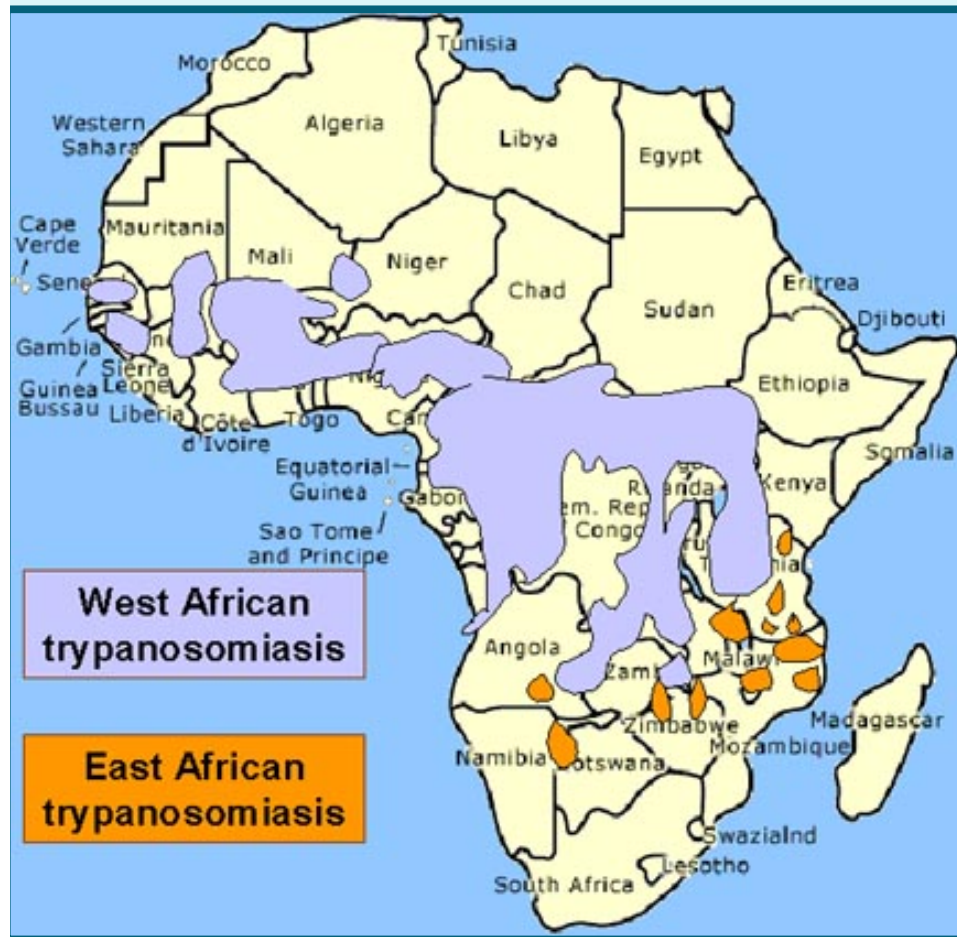 Tunisia
Morocco
Algeria
Libya
Egypt
Western
Sahara
Cape
Verde
Mauritania
Mali
Niger
Chad
Sudan
Eritrea
Djibouti
Gambia
Guinea
Bussau
Sierra
Leone
Liberia
Côte
d'Ivoire
Togo
Ethiopia
Somalia
Equatorial
Guinea
Gabon
Kenya
Sao Tome
and Principe
Congo
West African
trypanosomiasis
Angola
Malawi
Zimbabwe
Mozambique
Madagascar
Namibia
East African
trypanosomiasis
Swazialnd
Lesotho
South Africa